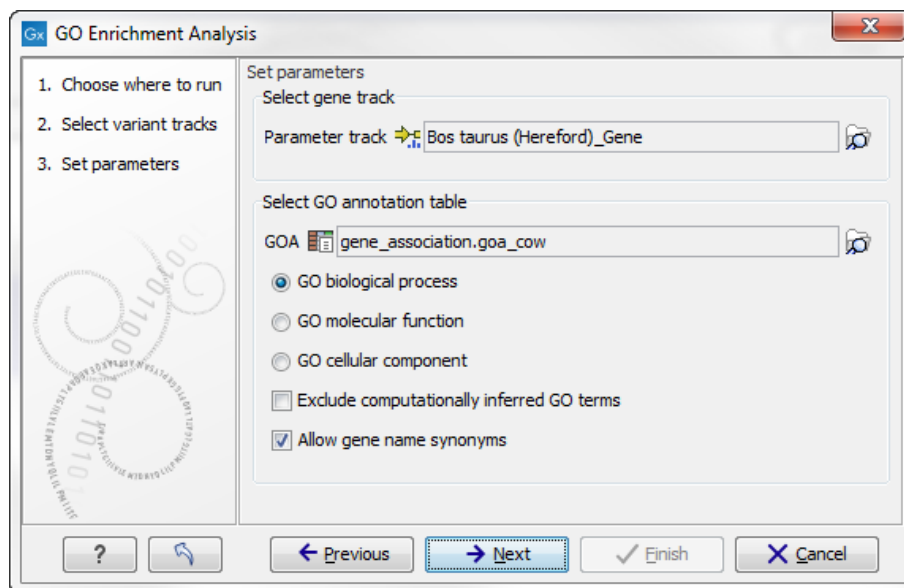 Gx GO Enrichment Analysis
1. Choose where to run
2. Select variant tracks
3. Set parameters
Set parameters
Select gene track
Parameter track Bos taurus (Hereford)_Gene
Select GO annotation table
GOA gene_association.goa_cow
GO biological process
GO molecular function
GO cellular component
Exclude computationally inferred GO terms
Allow gene name synonyms
? Previous Next Finish Cancel